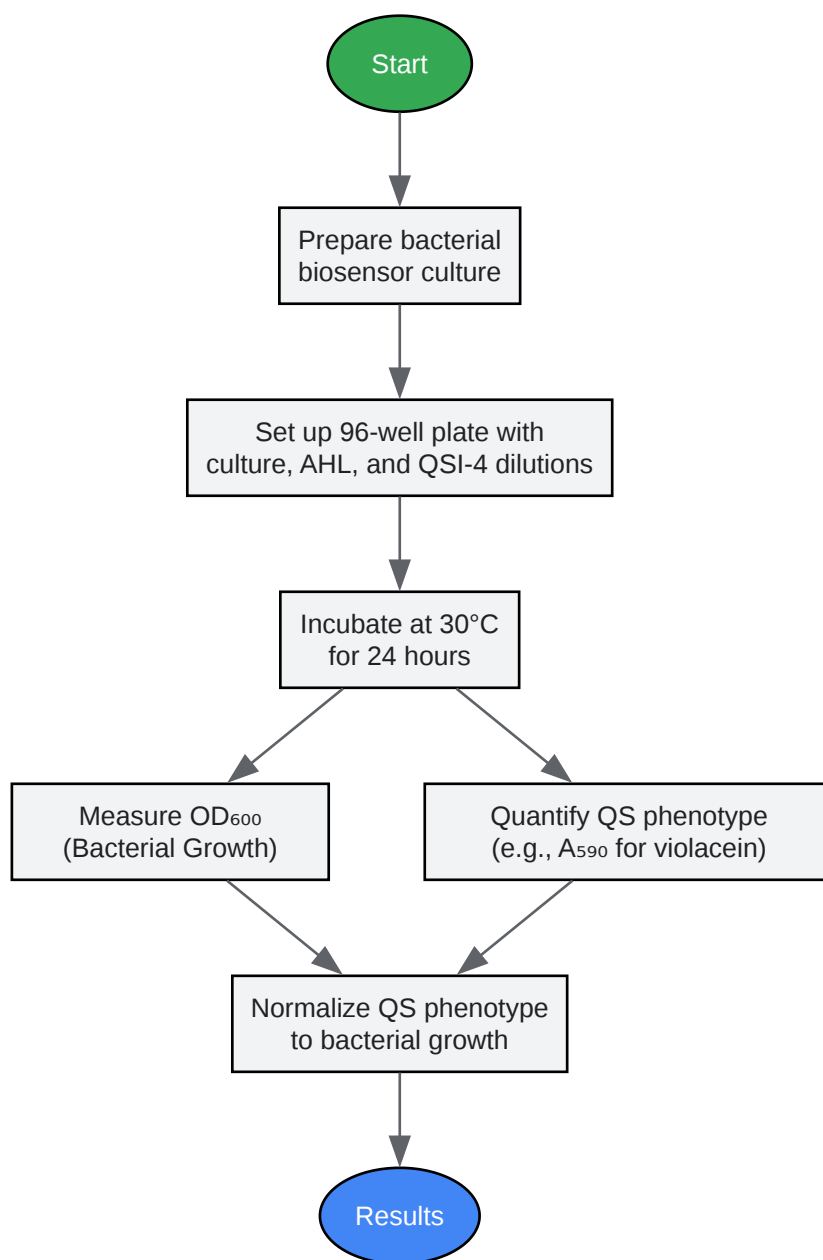 Start
Prepare bacterial
biosensor culture
Set up 96-well plate with
culture, AHL, and QSI-4 dilutions
Incubate at 30°C
for 24 hours
Measure OD₆₀₀
(Bacterial Growth)
Quantify QS phenotype
(e.g., A₅₉₀ for violacein)
Normalize QS phenotype
to bacterial growth
Results